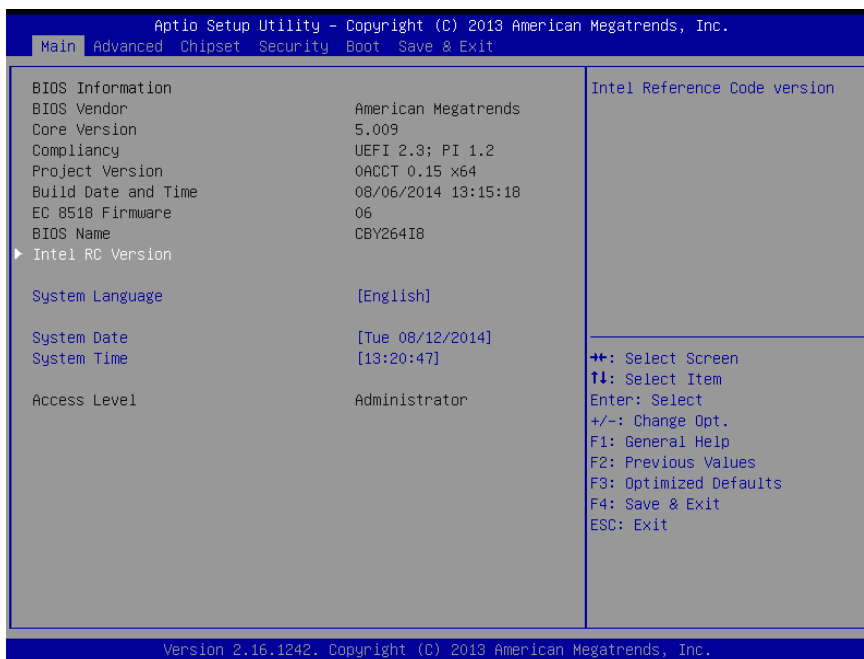 Aptio Setup Utility – Copyright (C) 2013 American Megatrends, Inc.
Main Advanced Chipset Security Boot Save & Exit
BIOS Information
BIOS Vendor American Megatrends
Core Version 5.009
Compliancy UEFI 2.3; PI 1.2
Project Version 0ACCT 0.15 x64
Build Date and Time 08/06/2014 13:15:18
EC 8518 Firmware 06
BIOS Name CBY264I8
Intel RC Version
System Language [English]
System Date [Tue 08/12/2014]
System Time [13:20:47]
Access Level Administrator
Intel Reference Code version
→←: Select Screen
↑↓: Select Item
Enter: Select
+/-: Change Opt.
F1: General Help
F2: Previous Values
F3: Optimized Defaults
F4: Save & Exit
ESC: Exit
Version 2.16.1242. Copyright (C) 2013 American Megatrends, Inc.